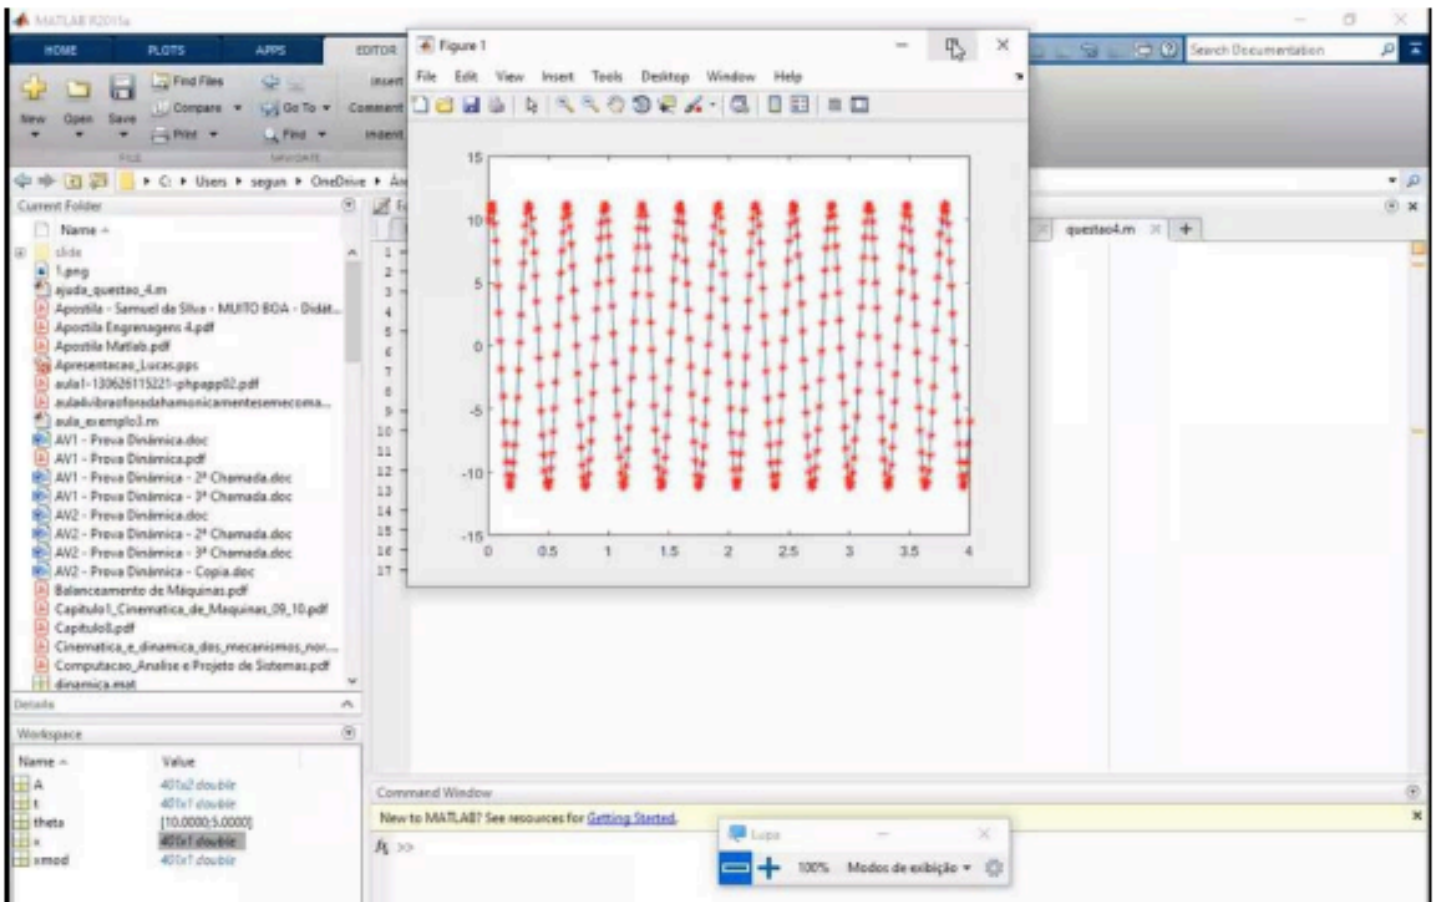 MATLAB R2015a
HOME PLOTS APPS EDITOR
Search Documentation
Find Files
Insert
Compare
Go To
Comment
New Open Save
Print
Find
Indent
FILE NAVIGATE
C: Users segun OneDrive
Current Folder
Name
slide
1.png
ajuda_questao_4.m
Apostila - Samuel da Silva - MUITO BOA - Didát...
Apostila Engrenagens 4.pdf
Apostila Matlab.pdf
Apresentacao_Lucas.pps
aula1-130626115221-phpapp02.pdf
aula4vibraoforadaharmonicamentesemecoma...
aula_exemplo3.m
AV1 - Prova Dinâmica.doc
AV1 - Prova Dinâmica.pdf
AV1 - Prova Dinâmica - 2ª Chamada.doc
AV1 - Prova Dinâmica - 3ª Chamada.doc
AV2 - Prova Dinâmica.doc
AV2 - Prova Dinâmica - 2ª Chamada.doc
AV2 - Prova Dinâmica - 3ª Chamada.doc
AV2 - Prova Dinâmica - Copia.doc
Balanceamento de Máquinas.pdf
Capitulo1_Cinematica_de_Maquinas_09_10.pdf
Capitulo8.pdf
Cinematica_e_dinamica_dos_mecanismos_nor...
Computacao_Analise e Projeto de Sistemas.pdf
dinamica.mat
Details
Workspace
Name Value
A 401x2 double
t 401x1 double
theta [10.0000;5.0000]
x 401x1 double
xmod 401x1 double
Figure 1
File Edit View Insert Tools Desktop Window Help
15
10
5
0
-5
-10
-15
0 0.5 1 1.5 2 2.5 3 3.5 4
questao4.m
1
2
3
4
5
6
7
8
9
10
11
12
13
14
15
16
17
Command Window
New to MATLAB? See resources for Getting Started.
fx >>
Lupa
100% Modos de exibição